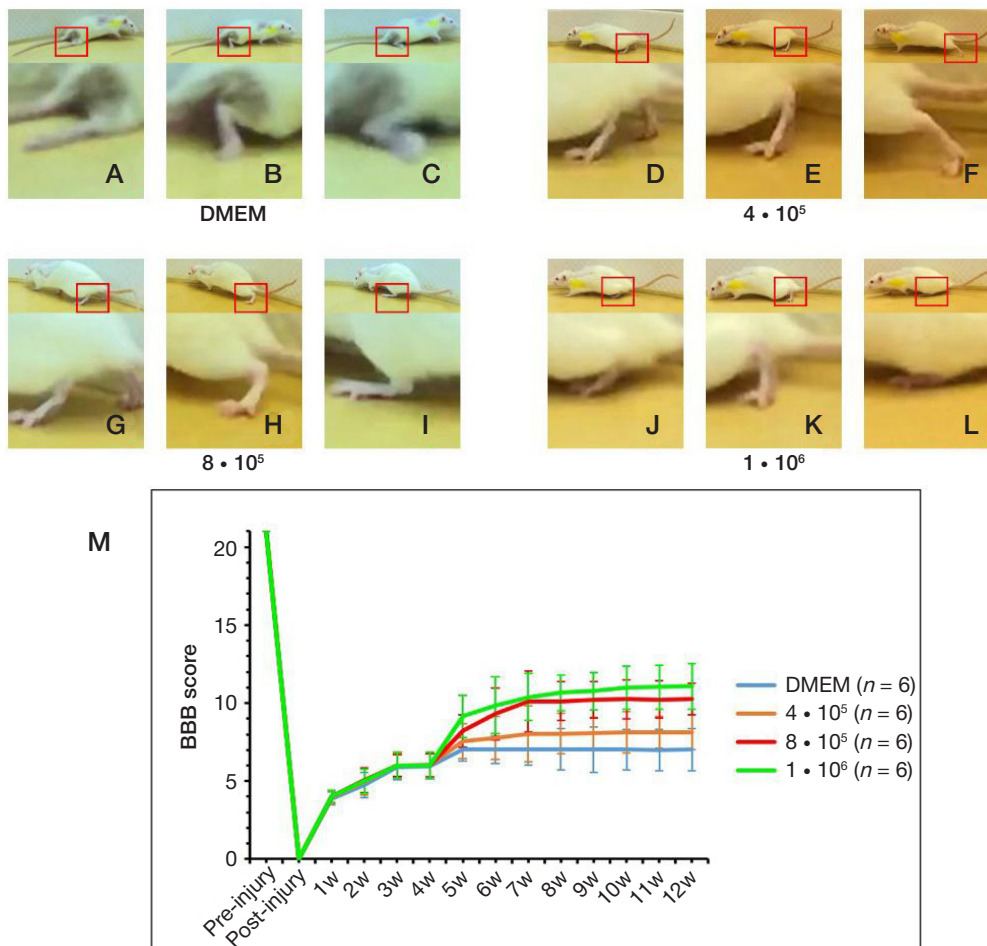 A B C D E F
DMEM 4 • 10⁵
G H I J K L
8 • 10⁵ 1 • 10⁶
M
20
15
10
5
0
BBB score
Pre-injury Post-injury 1w 2w 3w 4w 5w 6w 7w 8w 9w 10w 11w 12w
DMEM (n = 6)
4 • 10⁵ (n = 6)
8 • 10⁵ (n = 6)
1 • 10⁶ (n = 6)